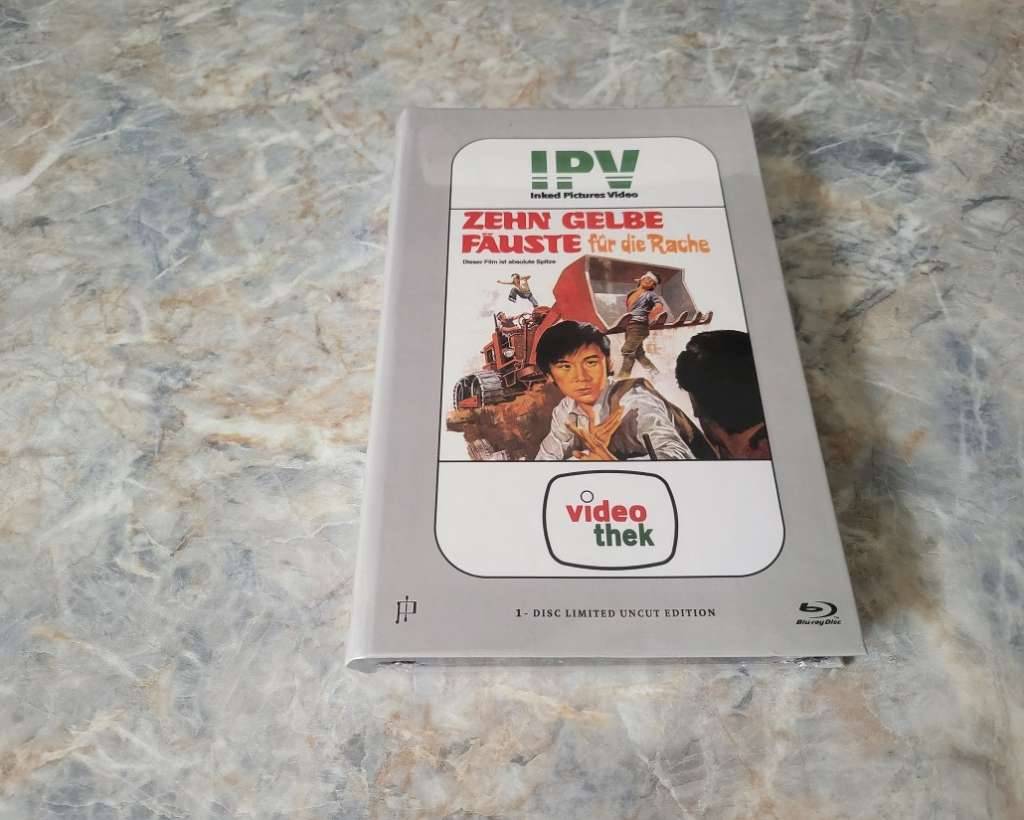 IPV
Inked Pictures Video
ZEHN GELBE
FÄUSTE für die Rache
Dieser Film ist absolute Spitze
video
thek
1- DISC LIMITED UNCUT EDITION
Blu-ray Disc